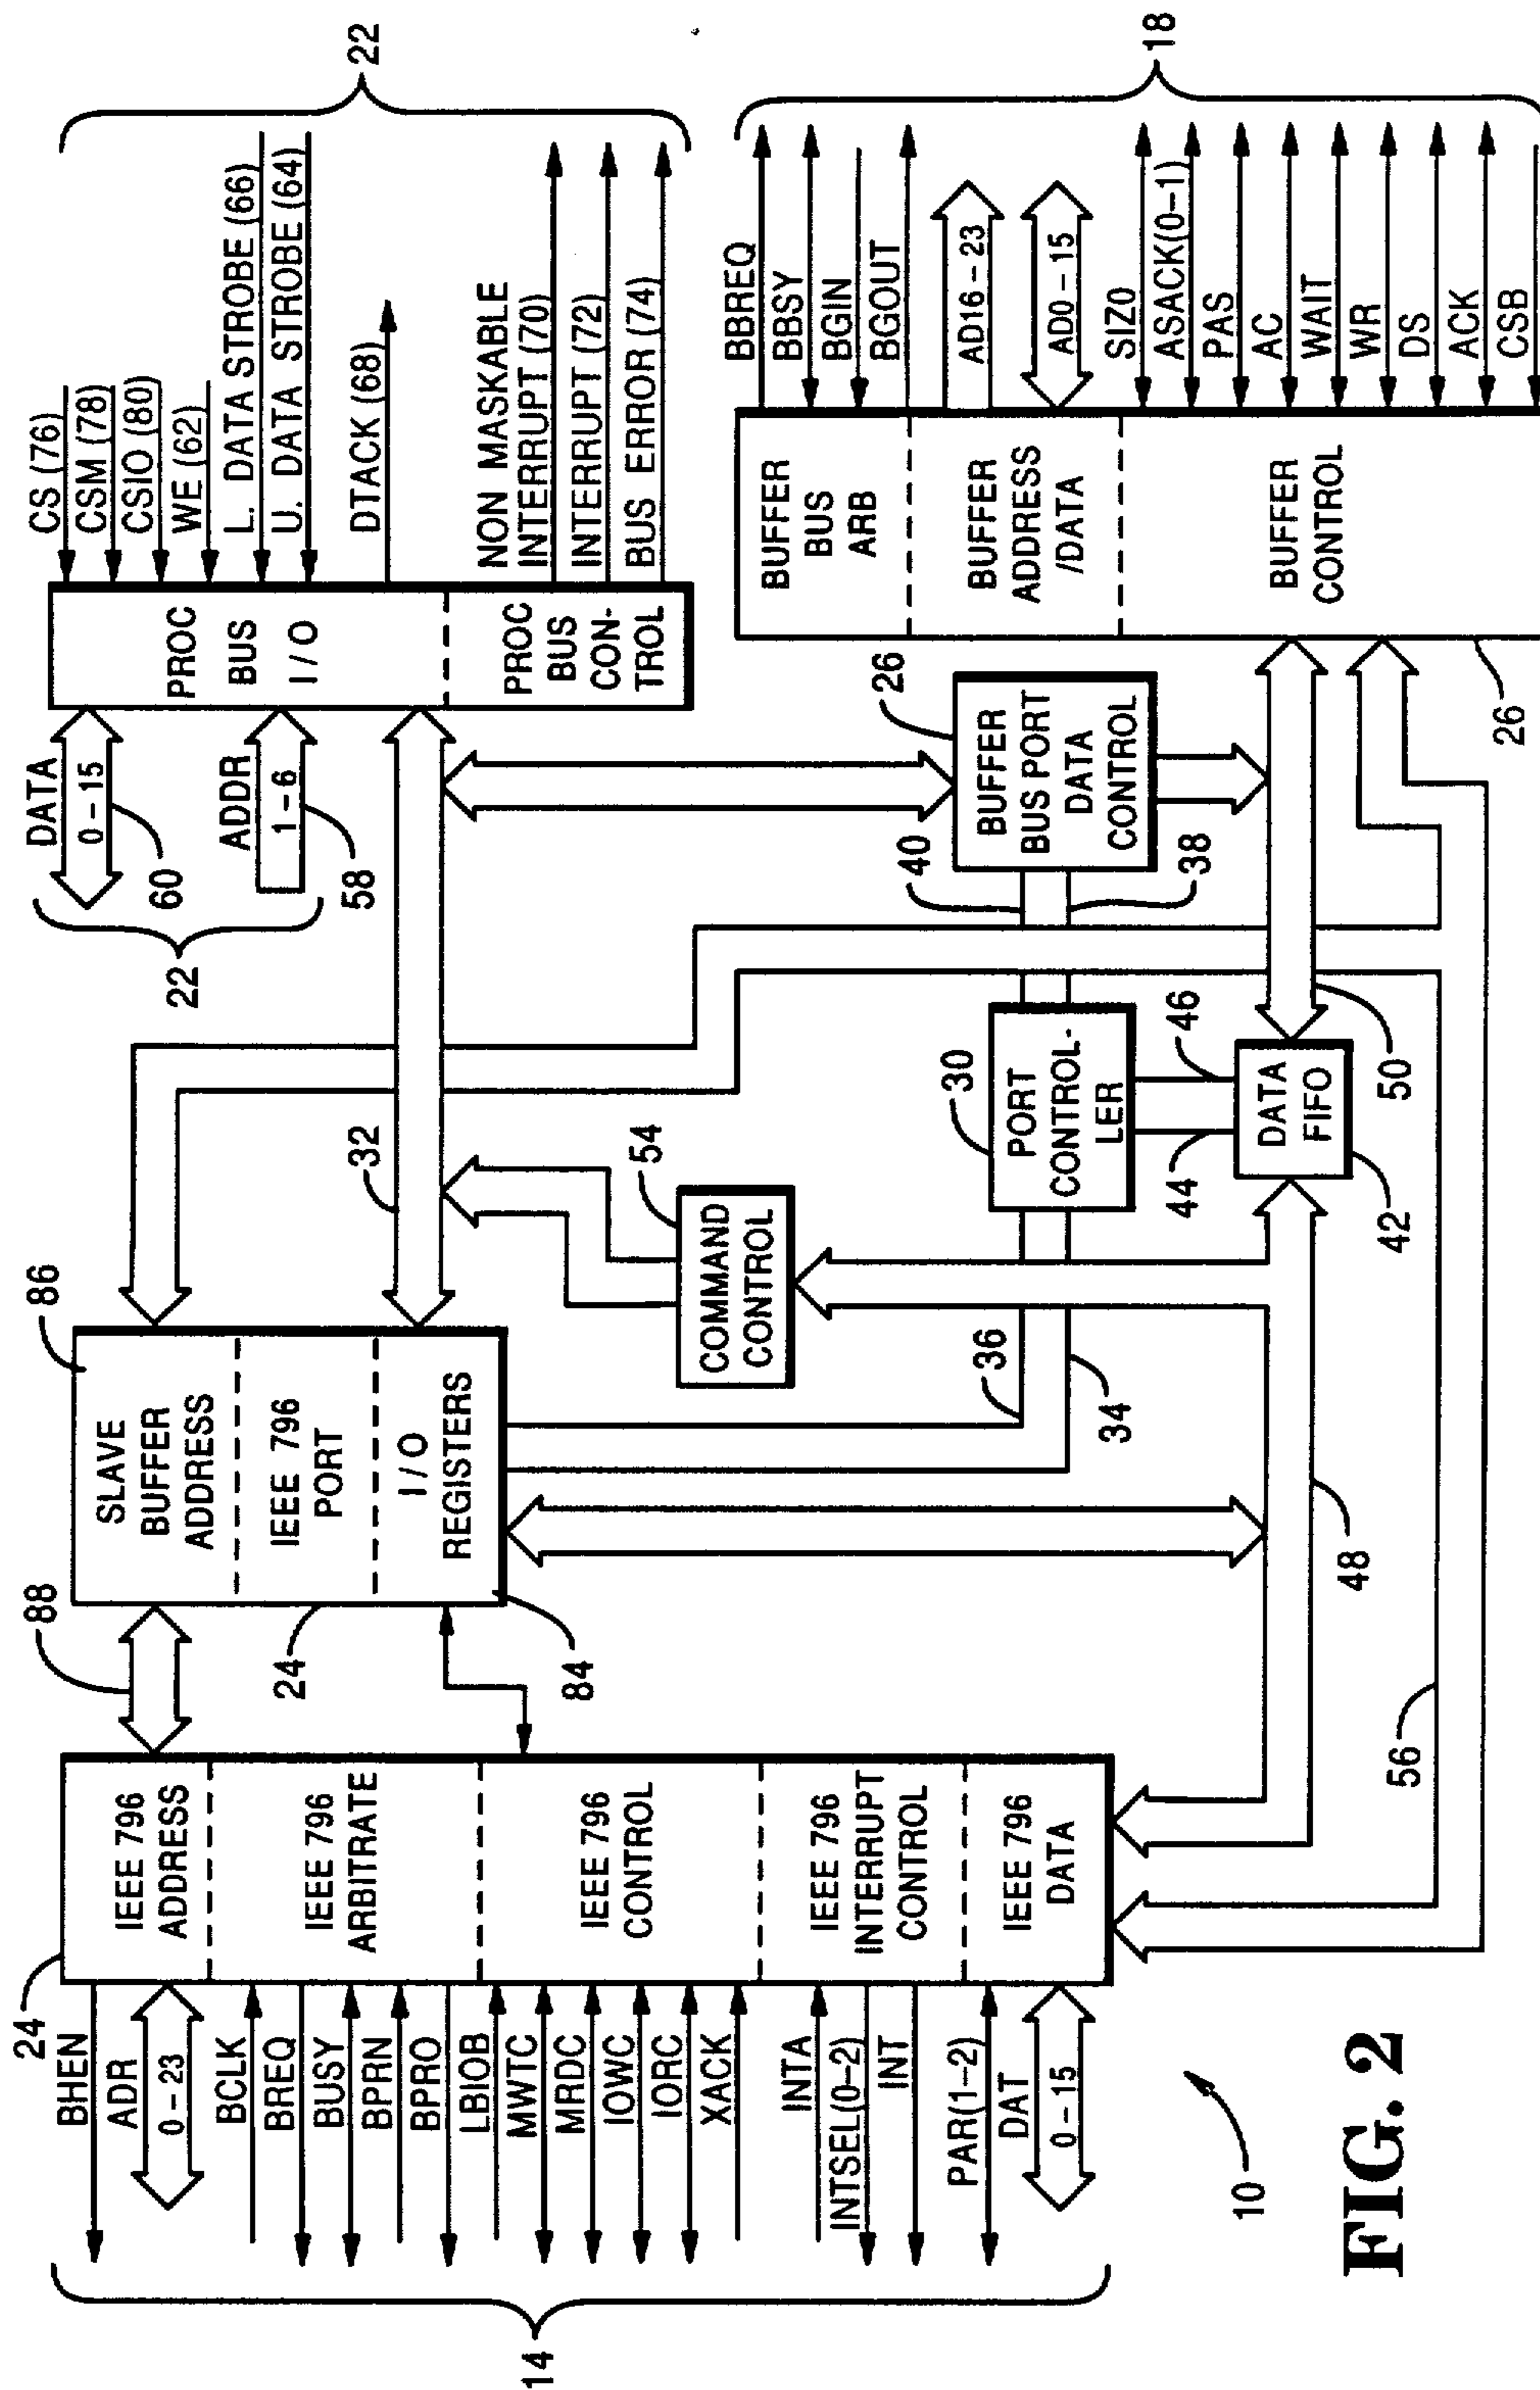 24
BHEN
ADR
0-23
BCLK
BREQ
BUSY
BPRN
BPRO
LBIOB
MWTC
MRDC
IOWC
IORC
XACK
INTA
INTSEL(0-2)
INT
PAR(1-2)
DAT
0-15
14
IEEE 796
ADDRESS
IEEE 796
ARBITRATE
IEEE 796
CONTROL
IEEE 796
INTERRUPT
CONTROL
IEEE 796
DATA
88
86
SLAVE
BUFFER
ADDRESS
IEEE 796
PORT
I/O
REGISTERS
24
84
32
54
COMMAND
CONTROL
36
34
30
PORT
CONTROL-
LER
44
46
DATA
FIFO
42
50
48
56
40
38
26
BUFFER
BUS PORT
DATA
CONTROL
DATA
0-15
60
ADDR
1-6
58
22
PROC
BUS
I/O
PROC
BUS
CON-
TROL
CS (76)
CSM (78)
CSIO (80)
WE (62)
L. DATA STROBE (66)
U. DATA STROBE (64)
DTACK (68)
NON MASKABLE
INTERRUPT (70)
INTERRUPT (72)
BUS ERROR (74)
22
BUFFER
BUS
ARB
BUFFER
ADDRESS
/DATA
BUFFER
CONTROL
26
BBREQ
BBSY
BGIN
BGOUT
AD16-23
AD0-15
SIZ0
ASACK(0-1)
PAS
AC
WAIT
WR
DS
ACK
CSB
18
10
FIG. 2